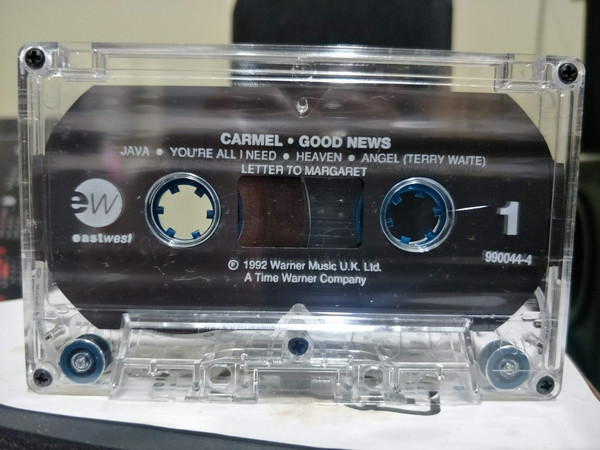 CARMEL • GOOD NEWS
JAVA • YOU'RE ALL I NEED • HEAVEN • ANGEL (TERRY WAITE)
LETTER TO MARGARET
ew
eastwest
1
990044-4
℗ 1992 Warner Music U.K. Ltd.
A Time Warner Company